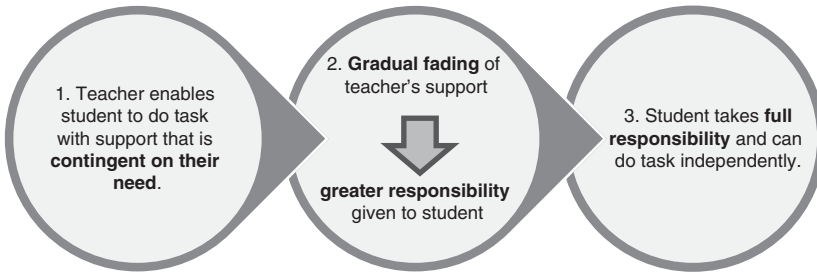 1. Teacher enables
student to do task
with support that is
contingent on their
need.
2. Gradual fading of
teacher’s support
greater responsibility
given to student
3. Student takes full
responsibility and can
do task independently.